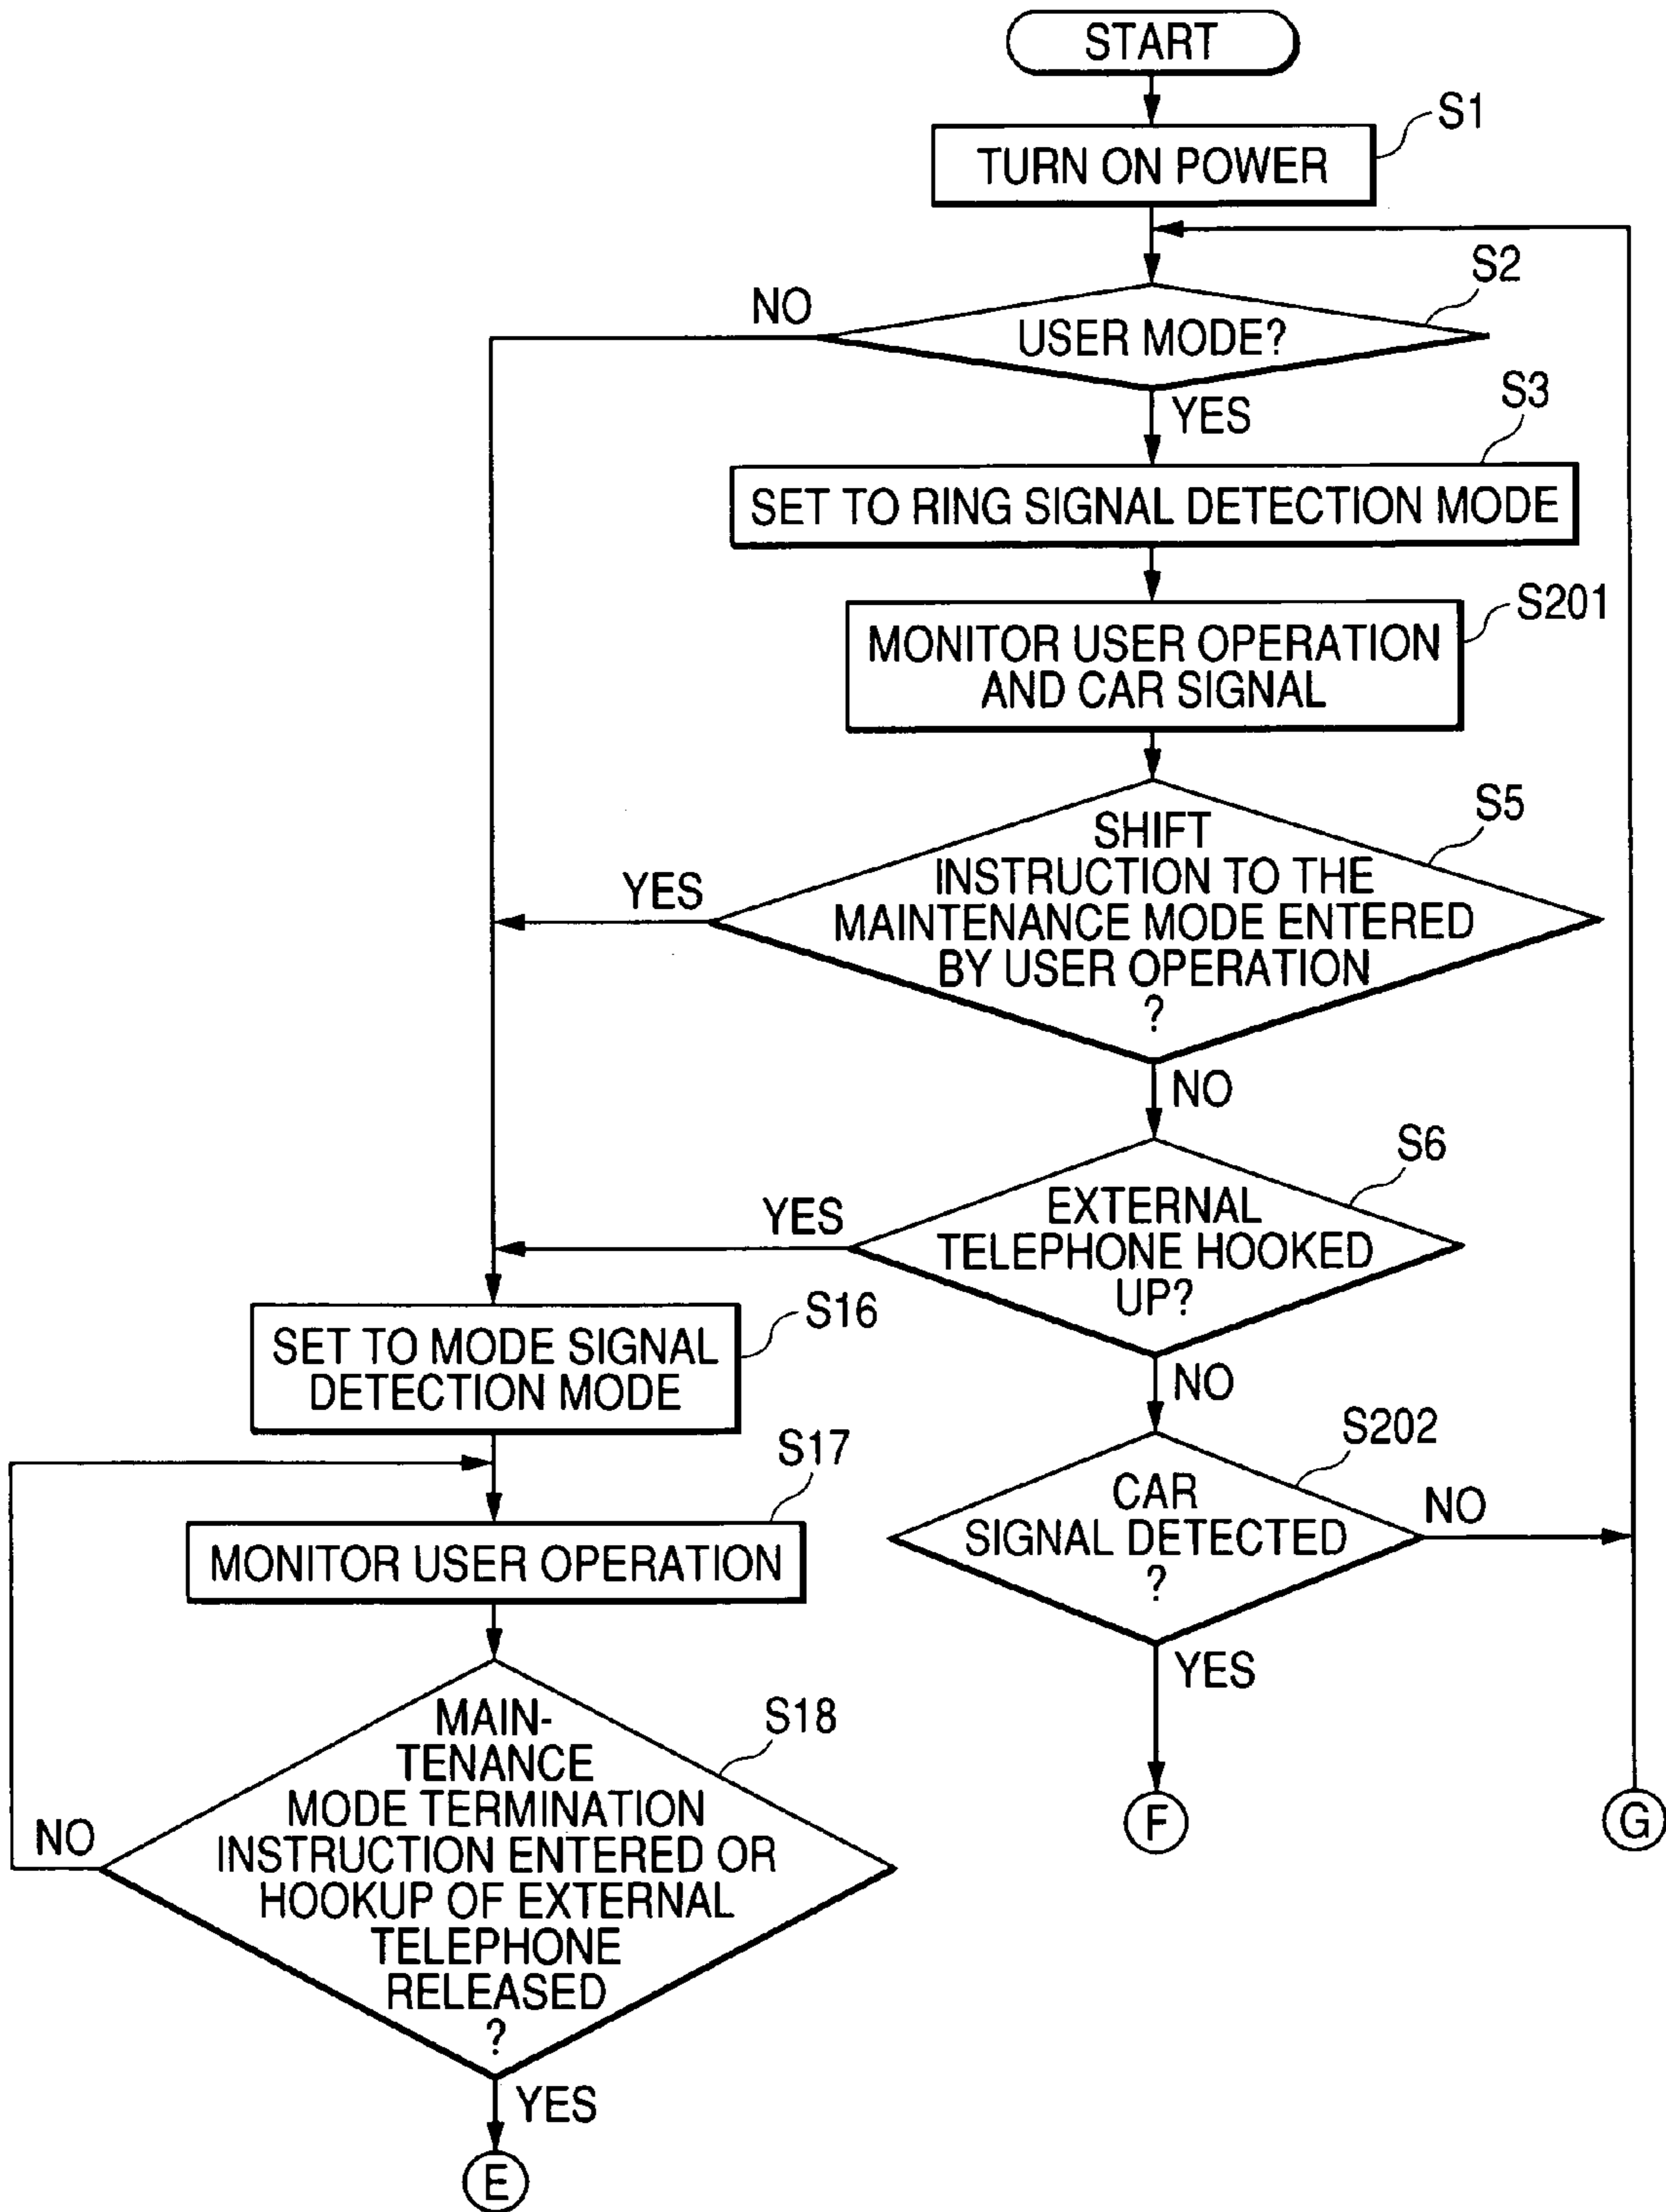 START
S1
TURN ON POWER
S2
NO
USER MODE?
YES
S3
SET TO RING SIGNAL DETECTION MODE
S201
MONITOR USER OPERATION
AND CAR SIGNAL
S5
SHIFT
INSTRUCTION TO THE
MAINTENANCE MODE ENTERED
BY USER OPERATION
?
YES
NO
S6
EXTERNAL
TELEPHONE HOOKED
UP?
YES
NO
S16
SET TO MODE SIGNAL
DETECTION MODE
S202
CAR
SIGNAL DETECTED
?
NO
YES
S17
MONITOR USER OPERATION
S18
MAIN-
TENANCE
MODE TERMINATION
INSTRUCTION ENTERED OR
HOOKUP OF EXTERNAL
TELEPHONE
RELEASED
?
NO
YES
F
G
E